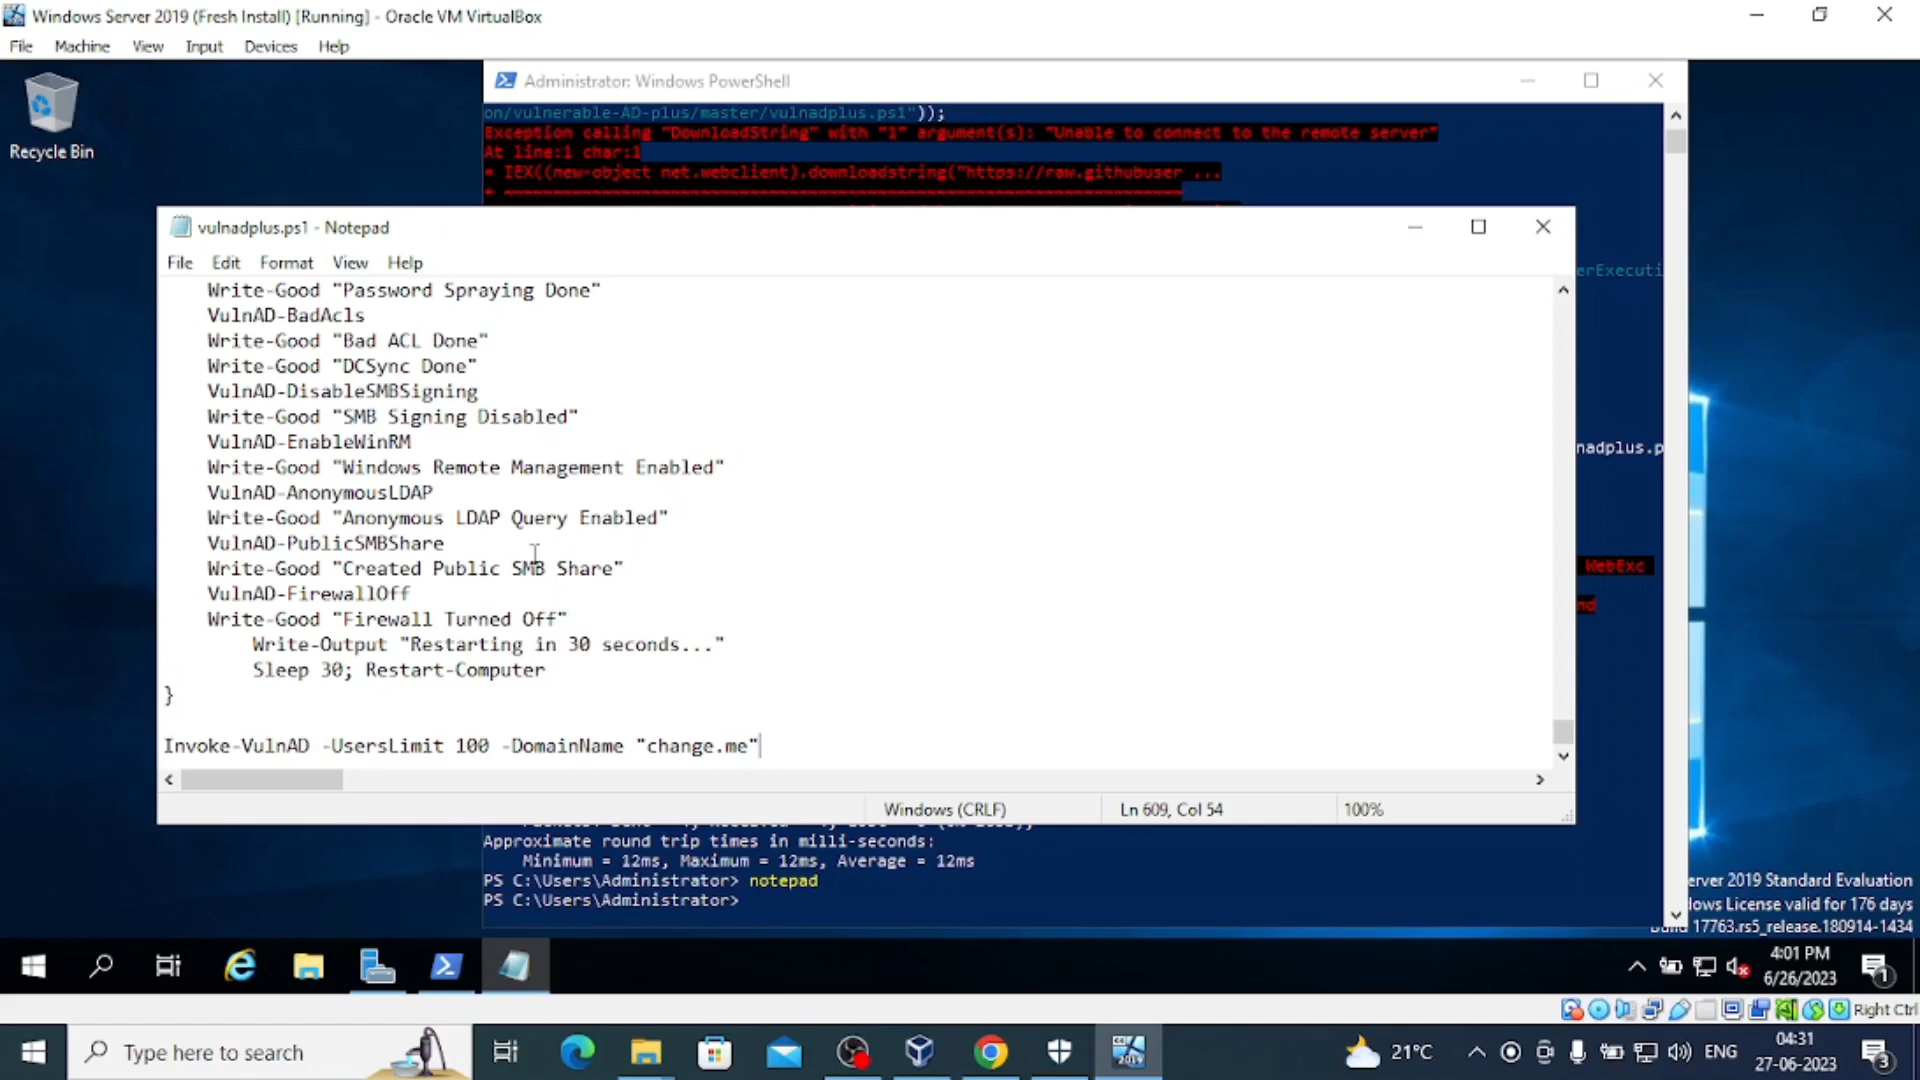 Windows Server 2019 (Fresh Install) [Running] - Oracle VM VirtualBox
File Machine View Input Devices Help
Recycle Bin
Administrator: Windows PowerShell
on/vulnerable-AD-plus/master/vulnadplus.ps1"));
Exception calling "DownloadString" with "1" argument(s): "Unable to connect to the remote server"
At line:1 char:1
+ IEX((new-object net.webclient).downloadstring("https://raw.githubuser ...
vulnadplus.ps1 - Notepad
File Edit Format View Help
Write-Good "Password Spraying Done"
VulnAD-BadAcls
Write-Good "Bad ACL Done"
Write-Good "DCSync Done"
VulnAD-DisableSMBSigning
Write-Good "SMB Signing Disabled"
VulnAD-EnableWinRM
Write-Good "Windows Remote Management Enabled"
VulnAD-AnonymousLDAP
Write-Good "Anonymous LDAP Query Enabled"
VulnAD-PublicSMBShare
Write-Good "Created Public SMB Share"
VulnAD-FirewallOff
Write-Good "Firewall Turned Off"
Write-Output "Restarting in 30 seconds..."
Sleep 30; Restart-Computer
}
Invoke-VulnAD -UsersLimit 100 -DomainName "change.me"
Windows (CRLF) Ln 609, Col 54 100%
erExecuti
nadplus.p
WebExc
nd
Approximate round trip times in milli-seconds:
Minimum = 12ms, Maximum = 12ms, Average = 12ms
PS C:\Users\Administrator> notepad
PS C:\Users\Administrator>
erver 2019 Standard Evaluation
dows License valid for 176 days
17763.rs5_release.180914-1434
4:01 PM
6/26/2023
1
Right Ctrl
Type here to search
2019
21°C
ENG
04:31
27-06-2023
3